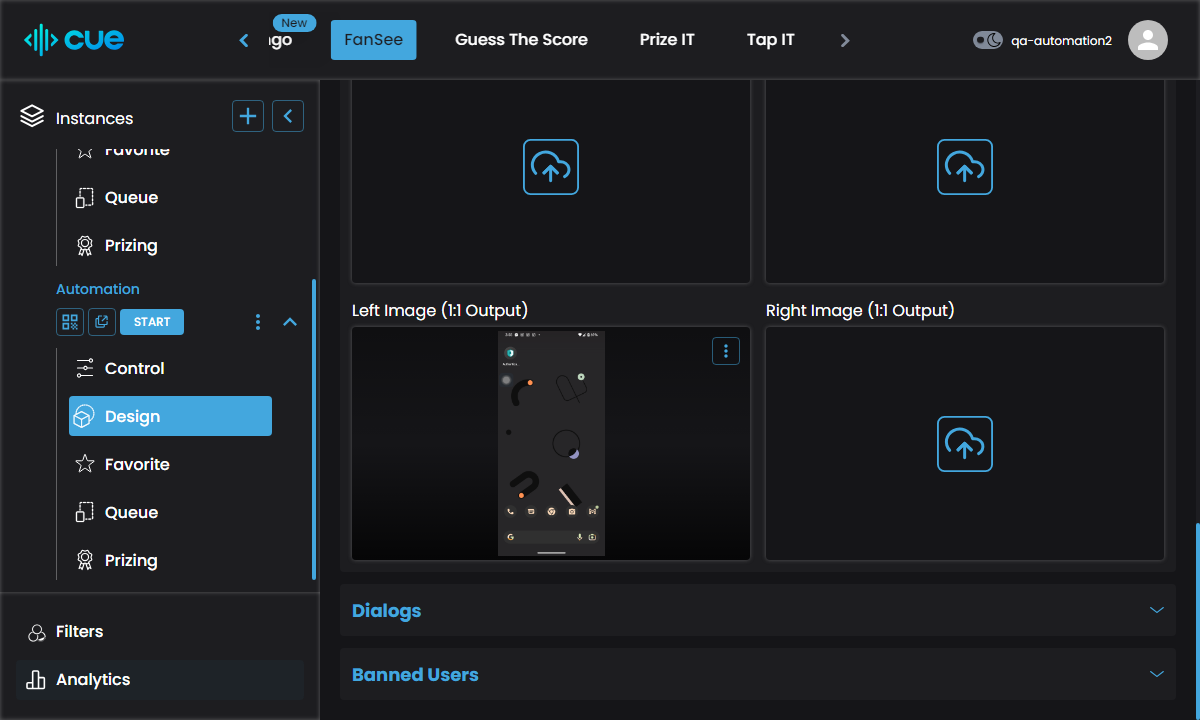 cue
New
FanSee
Guess The Score
Prize IT
Tap IT
qa-automation2
Instances
Favorite
Queue
Prizing
Automation
START
Control
Design
Favorite
Queue
Prizing
Filters
Analytics
Left Image (1:1 Output)
Right Image (1:1 Output)
Dialogs
Banned Users